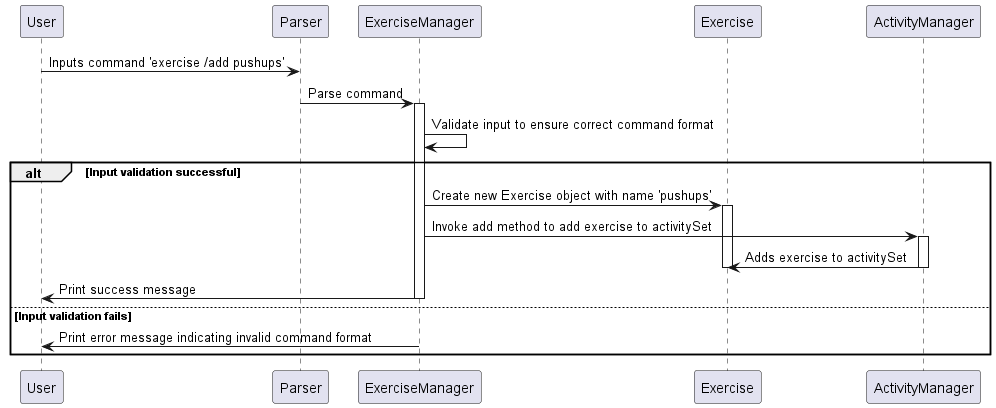 User Parser ExerciseManager Exercise ActivityManager
Inputs command 'exercise /add pushups'
Parse command
Validate input to ensure correct command format
alt [Input validation successful]
Create new Exercise object with name 'pushups'
Invoke add method to add exercise to activitySet
Adds exercise to activitySet
Print success message
[Input validation fails]
Print error message indicating invalid command format
User Parser ExerciseManager Exercise ActivityManager